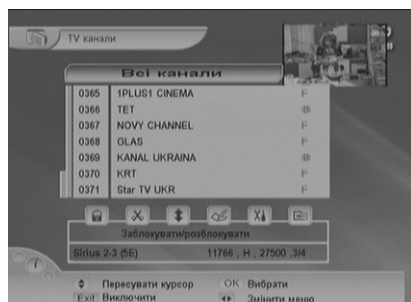 TV канали
Всі канали
0365 1PLUS1 CINEMA F
0366 TET
0367 NOVY CHANNEL F
0368 GLAS F
0369 KANAL UKRAINA
0370 KRT F
0371 Star TV UKR F
Заблокувати/розблокувати
Sirius 2-3 (5E) 11766 , H , 27500 ,3/4
Пересувати курсор OK Вибрати
Exit Виключити Змінити меню